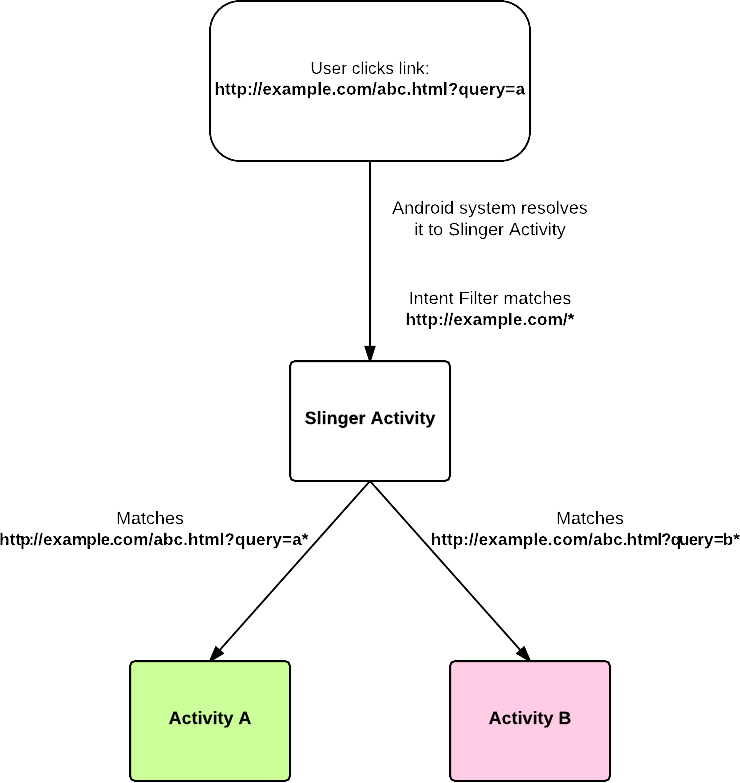 User clicks link:
http://example.com/abc.html?query=a
Android system resolves
it to Slinger Activity
Intent Filter matches
http://example.com/*
Slinger Activity
Matches
http://example.com/abc.html?query=a*
Matches
http://example.com/abc.html?query=b*
Activity A
Activity B